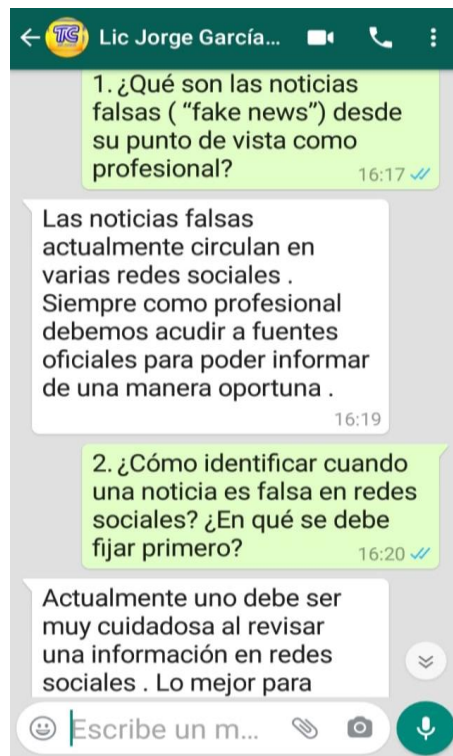 TC
Lic Jorge García...
1. ¿Qué son las noticias
falsas ( “fake news”) desde
su punto de vista como
profesional?
16:17
Las noticias falsas
actualmente circulan en
varias redes sociales .
Siempre como profesional
debemos acudir a fuentes
oficiales para poder informar
de una manera oportuna .
16:19
2. ¿Cómo identificar cuando
una noticia es falsa en redes
sociales? ¿En qué se debe
fijar primero?
16:20
Actualmente uno debe ser
muy cuidadosa al revisar
una información en redes
sociales . Lo mejor para
Escribe un m...